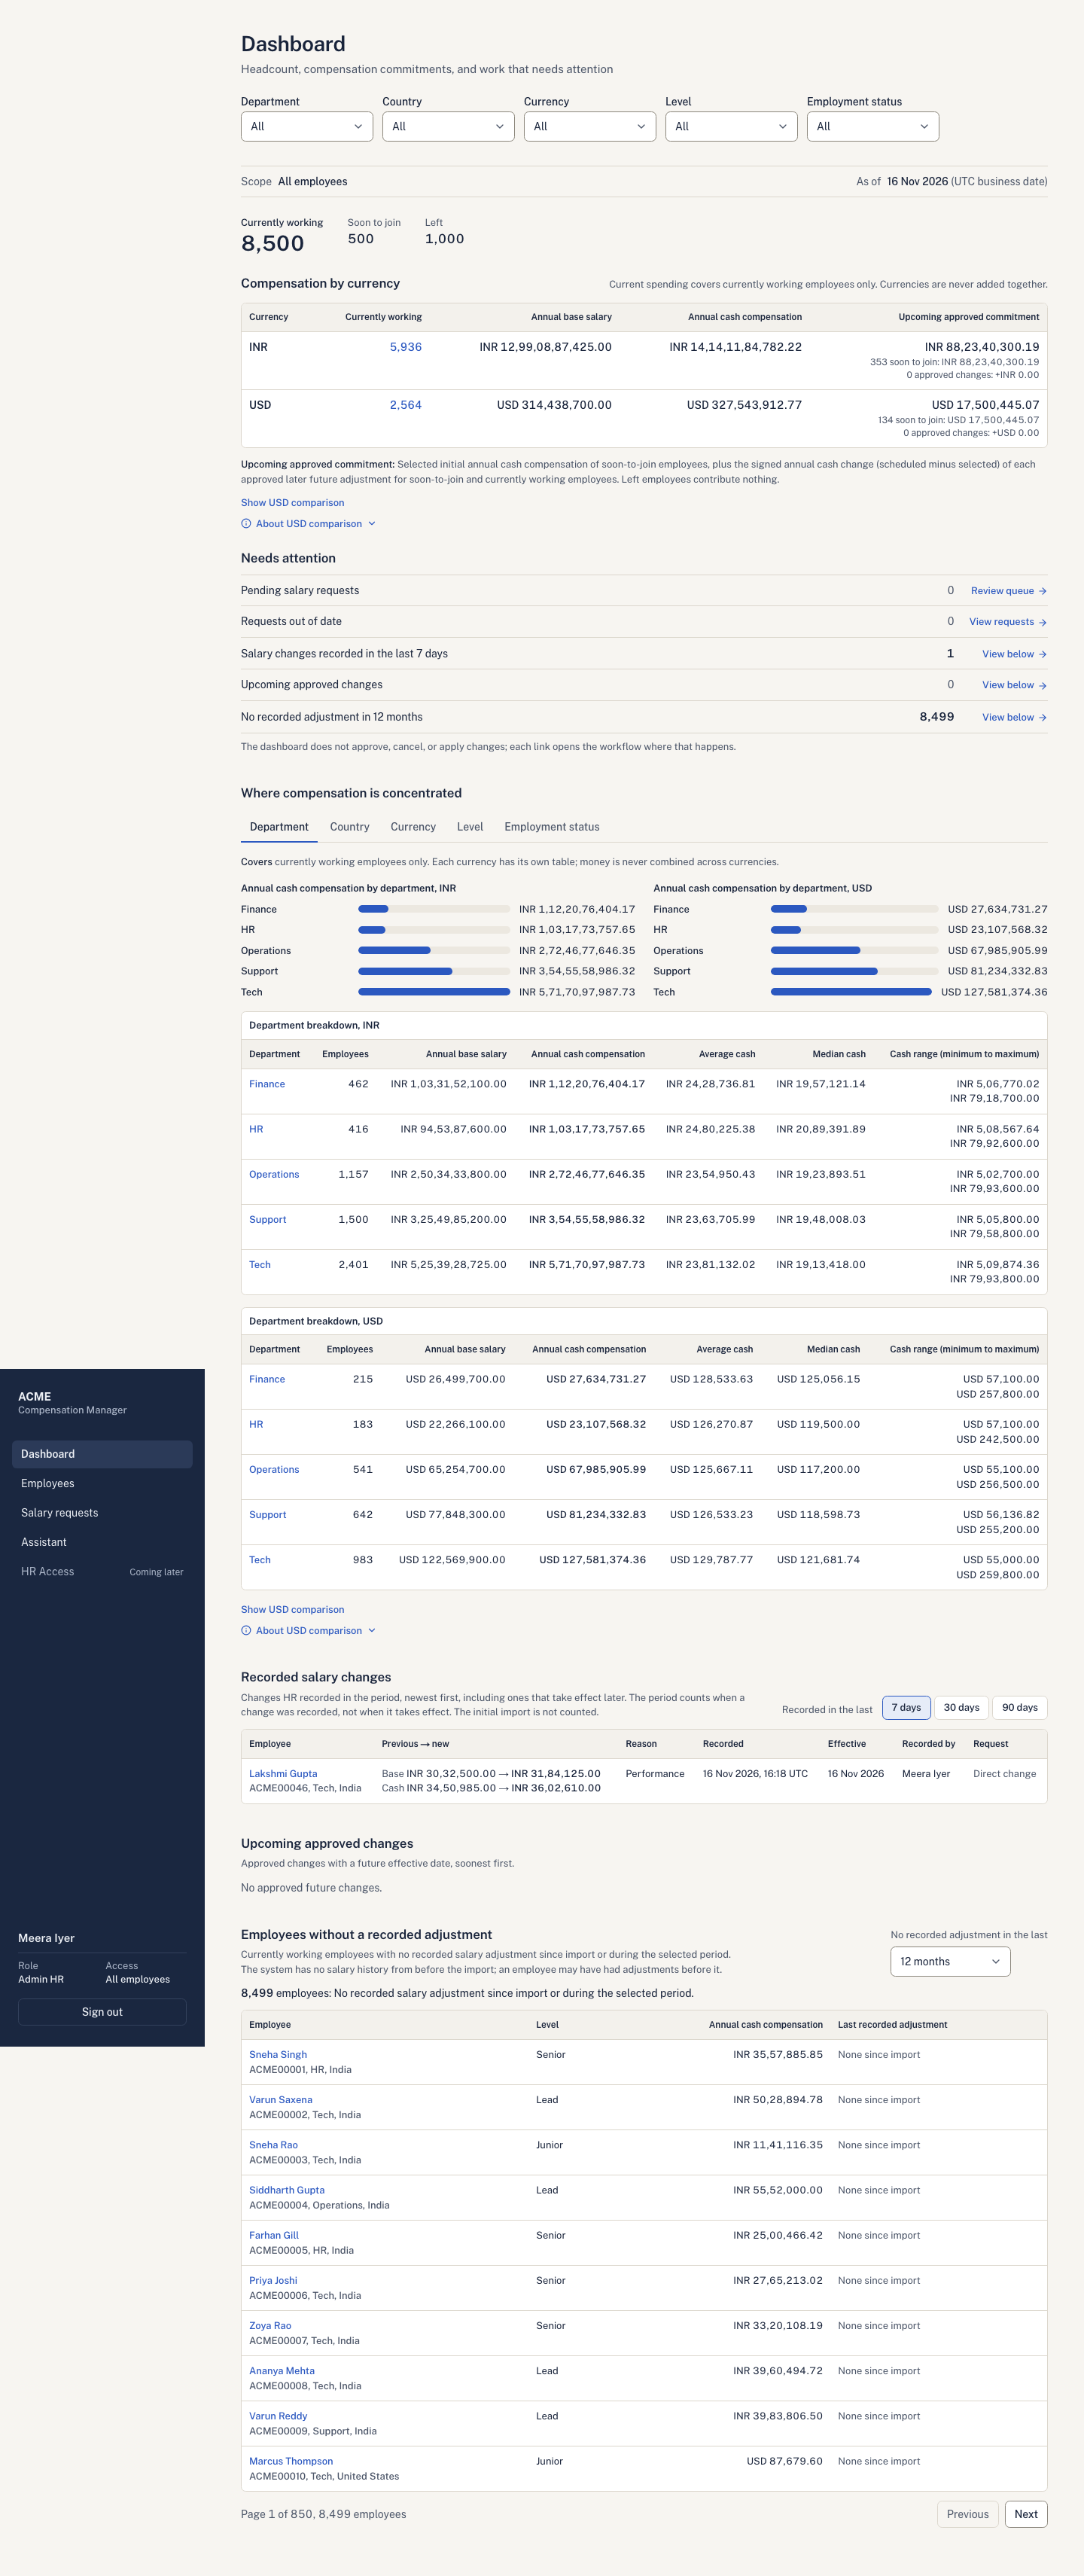 Dashboard
Headcount, compensation commitments, and work that needs attention
Department Country Currency Level Employment status
All All All All All
Scope All employees As of 16 Nov 2026 (UTC business date)
Currently working Soon to join Left
8,500 500 1,000
Compensation by currency Current spending covers currently working employees only. Currencies are never added together.
Currency Currently working Annual base salary Annual cash compensation Upcoming approved commitment
INR 5,936 INR 12,99,08,87,425.00 INR 14,14,11,84,782.22 INR 88,23,40,300.19
353 soon to join: INR 88,23,40,300.19
0 approved changes: +INR 0.00
USD 2,564 USD 314,438,700.00 USD 327,543,912.77 USD 17,500,445.07
134 soon to join: USD 17,500,445.07
0 approved changes: +USD 0.00
Upcoming approved commitment: Selected initial annual cash compensation of soon-to-join employees, plus the signed annual cash change (scheduled minus selected) of each
approved later future adjustment for soon-to-join and currently working employees. Left employees contribute nothing.
Show USD comparison
About USD comparison
Needs attention
Pending salary requests 0 Review queue →
Requests out of date 0 View requests →
Salary changes recorded in the last 7 days 1 View below →
Upcoming approved changes 0 View below →
No recorded adjustment in 12 months 8,499 View below →
The dashboard does not approve, cancel, or apply changes; each link opens the workflow where that happens.
Where compensation is concentrated
Department Country Currency Level Employment status
Covers currently working employees only. Each currency has its own table; money is never combined across currencies.
Annual cash compensation by department, INR
Finance INR 1,12,20,76,404.17
HR INR 1,03,17,73,757.65
Operations INR 2,72,46,77,646.35
Support INR 3,54,55,58,986.32
Tech INR 5,71,70,97,987.73
Annual cash compensation by department, USD
Finance USD 27,634,731.27
HR USD 23,107,568.32
Operations USD 67,985,905.99
Support USD 81,234,332.83
Tech USD 127,581,374.36
Department breakdown, INR
Department Employees Annual base salary Annual cash compensation Average cash Median cash Cash range (minimum to maximum)
Finance 462 INR 1,03,31,52,100.00 INR 1,12,20,76,404.17 INR 24,28,736.81 INR 19,57,121.14 INR 5,06,770.02
INR 79,18,700.00
HR 416 INR 94,53,87,600.00 INR 1,03,17,73,757.65 INR 24,80,225.38 INR 20,89,391.89 INR 5,08,567.64
INR 79,92,600.00
Operations 1,157 INR 2,50,34,33,800.00 INR 2,72,46,77,646.35 INR 23,54,950.43 INR 19,23,893.51 INR 5,02,700.00
INR 79,93,600.00
Support 1,500 INR 3,25,49,85,200.00 INR 3,54,55,58,986.32 INR 23,63,705.99 INR 19,48,008.03 INR 5,05,800.00
INR 79,58,800.00
Tech 2,401 INR 5,25,39,28,725.00 INR 5,71,70,97,987.73 INR 23,81,132.02 INR 19,13,418.00 INR 5,09,874.36
INR 79,93,800.00
Department breakdown, USD
Department Employees Annual base salary Annual cash compensation Average cash Median cash Cash range (minimum to maximum)
Finance 215 USD 26,499,700.00 USD 27,634,731.27 USD 128,533.63 USD 125,056.15 USD 57,100.00
USD 257,800.00
HR 183 USD 22,266,100.00 USD 23,107,568.32 USD 126,270.87 USD 119,500.00 USD 57,100.00
USD 242,500.00
Operations 541 USD 65,254,700.00 USD 67,985,905.99 USD 125,667.11 USD 117,200.00 USD 55,100.00
USD 256,500.00
Support 642 USD 77,848,300.00 USD 81,234,332.83 USD 126,533.23 USD 118,598.73 USD 56,136.82
USD 255,200.00
Tech 983 USD 122,569,900.00 USD 127,581,374.36 USD 129,787.77 USD 121,681.74 USD 55,000.00
USD 259,800.00
Show USD comparison
About USD comparison
ACME
Compensation Manager
Dashboard
Employees
Salary requests
Assistant
HR Access Coming later
Meera Iyer
Role Access
Admin HR All employees
Sign out
Recorded salary changes
Changes HR recorded in the period, newest first, including ones that take effect later. The period counts when a
change was recorded, not when it takes effect. The initial import is not counted.
Recorded in the last 7 days 30 days 90 days
Employee Previous → new Reason Recorded Effective Recorded by Request
Lakshmi Gupta Base INR 30,32,500.00 → INR 31,84,125.00 Performance 16 Nov 2026, 16:18 UTC 16 Nov 2026 Meera Iyer Direct change
ACME00046, Tech, India Cash INR 34,50,985.00 → INR 36,02,610.00
Upcoming approved changes
Approved changes with a future effective date, soonest first.
No approved future changes.
Employees without a recorded adjustment
Currently working employees with no recorded salary adjustment since import or during the selected period.
The system has no salary history from before the import; an employee may have had adjustments before it.
No recorded adjustment in the last
12 months
8,499 employees: No recorded salary adjustment since import or during the selected period.
Employee Level Annual cash compensation Last recorded adjustment
Sneha Singh Senior INR 35,57,885.85 None since import
ACME00001, HR, India
Varun Saxena Lead INR 50,28,894.78 None since import
ACME00002, Tech, India
Sneha Rao Junior INR 11,41,116.35 None since import
ACME00003, Tech, India
Siddharth Gupta Lead INR 55,52,000.00 None since import
ACME00004, Operations, India
Farhan Gill Senior INR 25,00,466.42 None since import
ACME00005, HR, India
Priya Joshi Senior INR 27,65,213.02 None since import
ACME00006, Tech, India
Zoya Rao Senior INR 33,20,108.19 None since import
ACME00007, Tech, India
Ananya Mehta Lead INR 39,60,494.72 None since import
ACME00008, Tech, India
Varun Reddy Lead INR 39,83,806.50 None since import
ACME00009, Support, India
Marcus Thompson Junior USD 87,679.60 None since import
ACME00010, Tech, United States
Page 1 of 850, 8,499 employees Previous Next